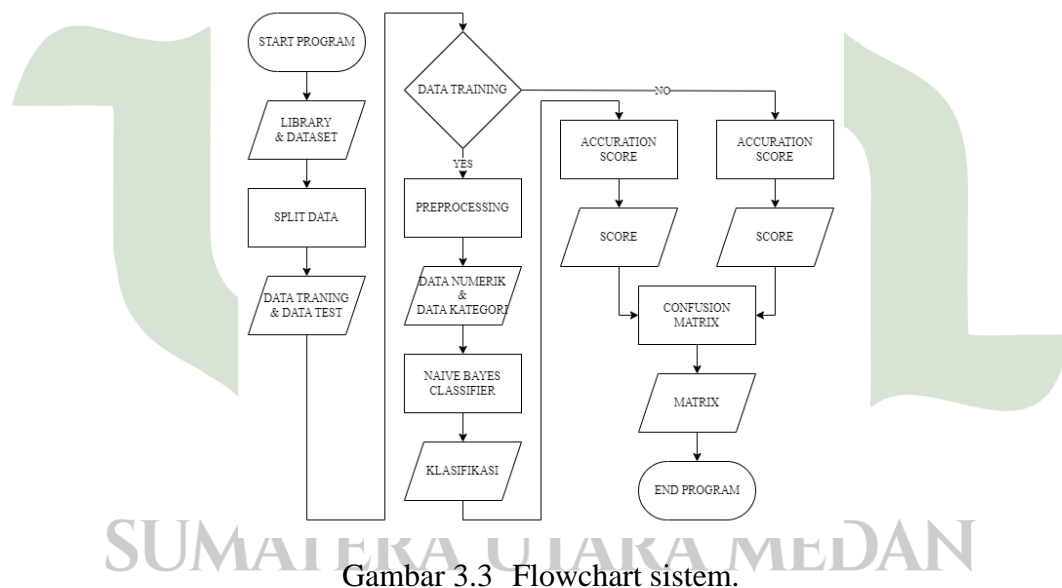 START PROGRAM
LIBRARY
& DATASET
SPLIT DATA
DATA TRANING
& DATA TEST
DATA TRAINING
YES
PREPROCESSING
DATA NUMERIK
&
DATA KATEGORI
NAIVE BAYES
CLASSIFIER
KLASIFIKASI
NO
ACCURATION
SCORE
SCORE
ACCURATION
SCORE
SCORE
CONFUSION
MATRIX
MATRIX
END PROGRAM
SUMATERA UTARA MEDAN
Gambar 3.3 Flowchart sistem.